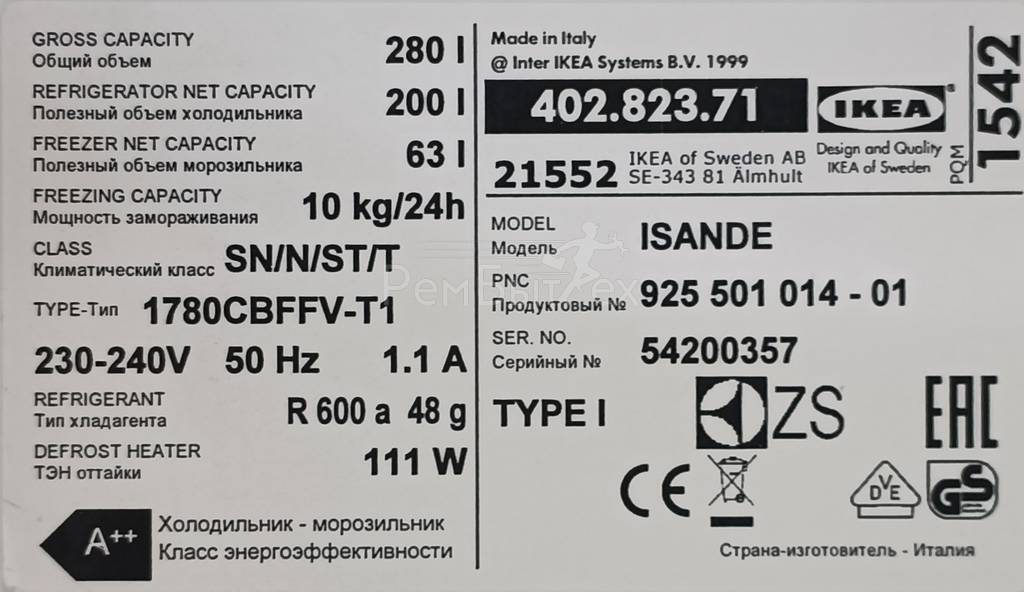 GROSS CAPACITY
Общий объем
280 l
REFRIGERATOR NET CAPACITY
Полезный объем холодильника
200 l
FREEZER NET CAPACITY
Полезный объем морозильника
63 l
FREEZING CAPACITY
Мощность замораживания
10 kg/24h
CLASS
Климатический класс
SN/N/ST/T
TYPE-Тип 1780CBFFV-T1
230-240V 50 Hz 1.1 A
REFRIGERANT
Тип хладагента
R 600 a 48 g
DEFROST HEATER
ТЭН оттайки
111 W
A++
Холодильник - морозильник
Класс энергоэффективности
Made in Italy
@ Inter IKEA Systems B.V. 1999
402.823.71
IKEA®
21552
IKEA of Sweden AB
SE-343 81 Älmhult
Design and Quality
IKEA of Sweden
PQM
1542
MODEL
Модель
ISANDE
PNC
Продуктовый №
925 501 014 - 01
SER. NO.
Серийный №
54200357
TYPE I
ZS
EAC
CE
DVE
GS
Страна-изготовитель - Италия
РемБытТех